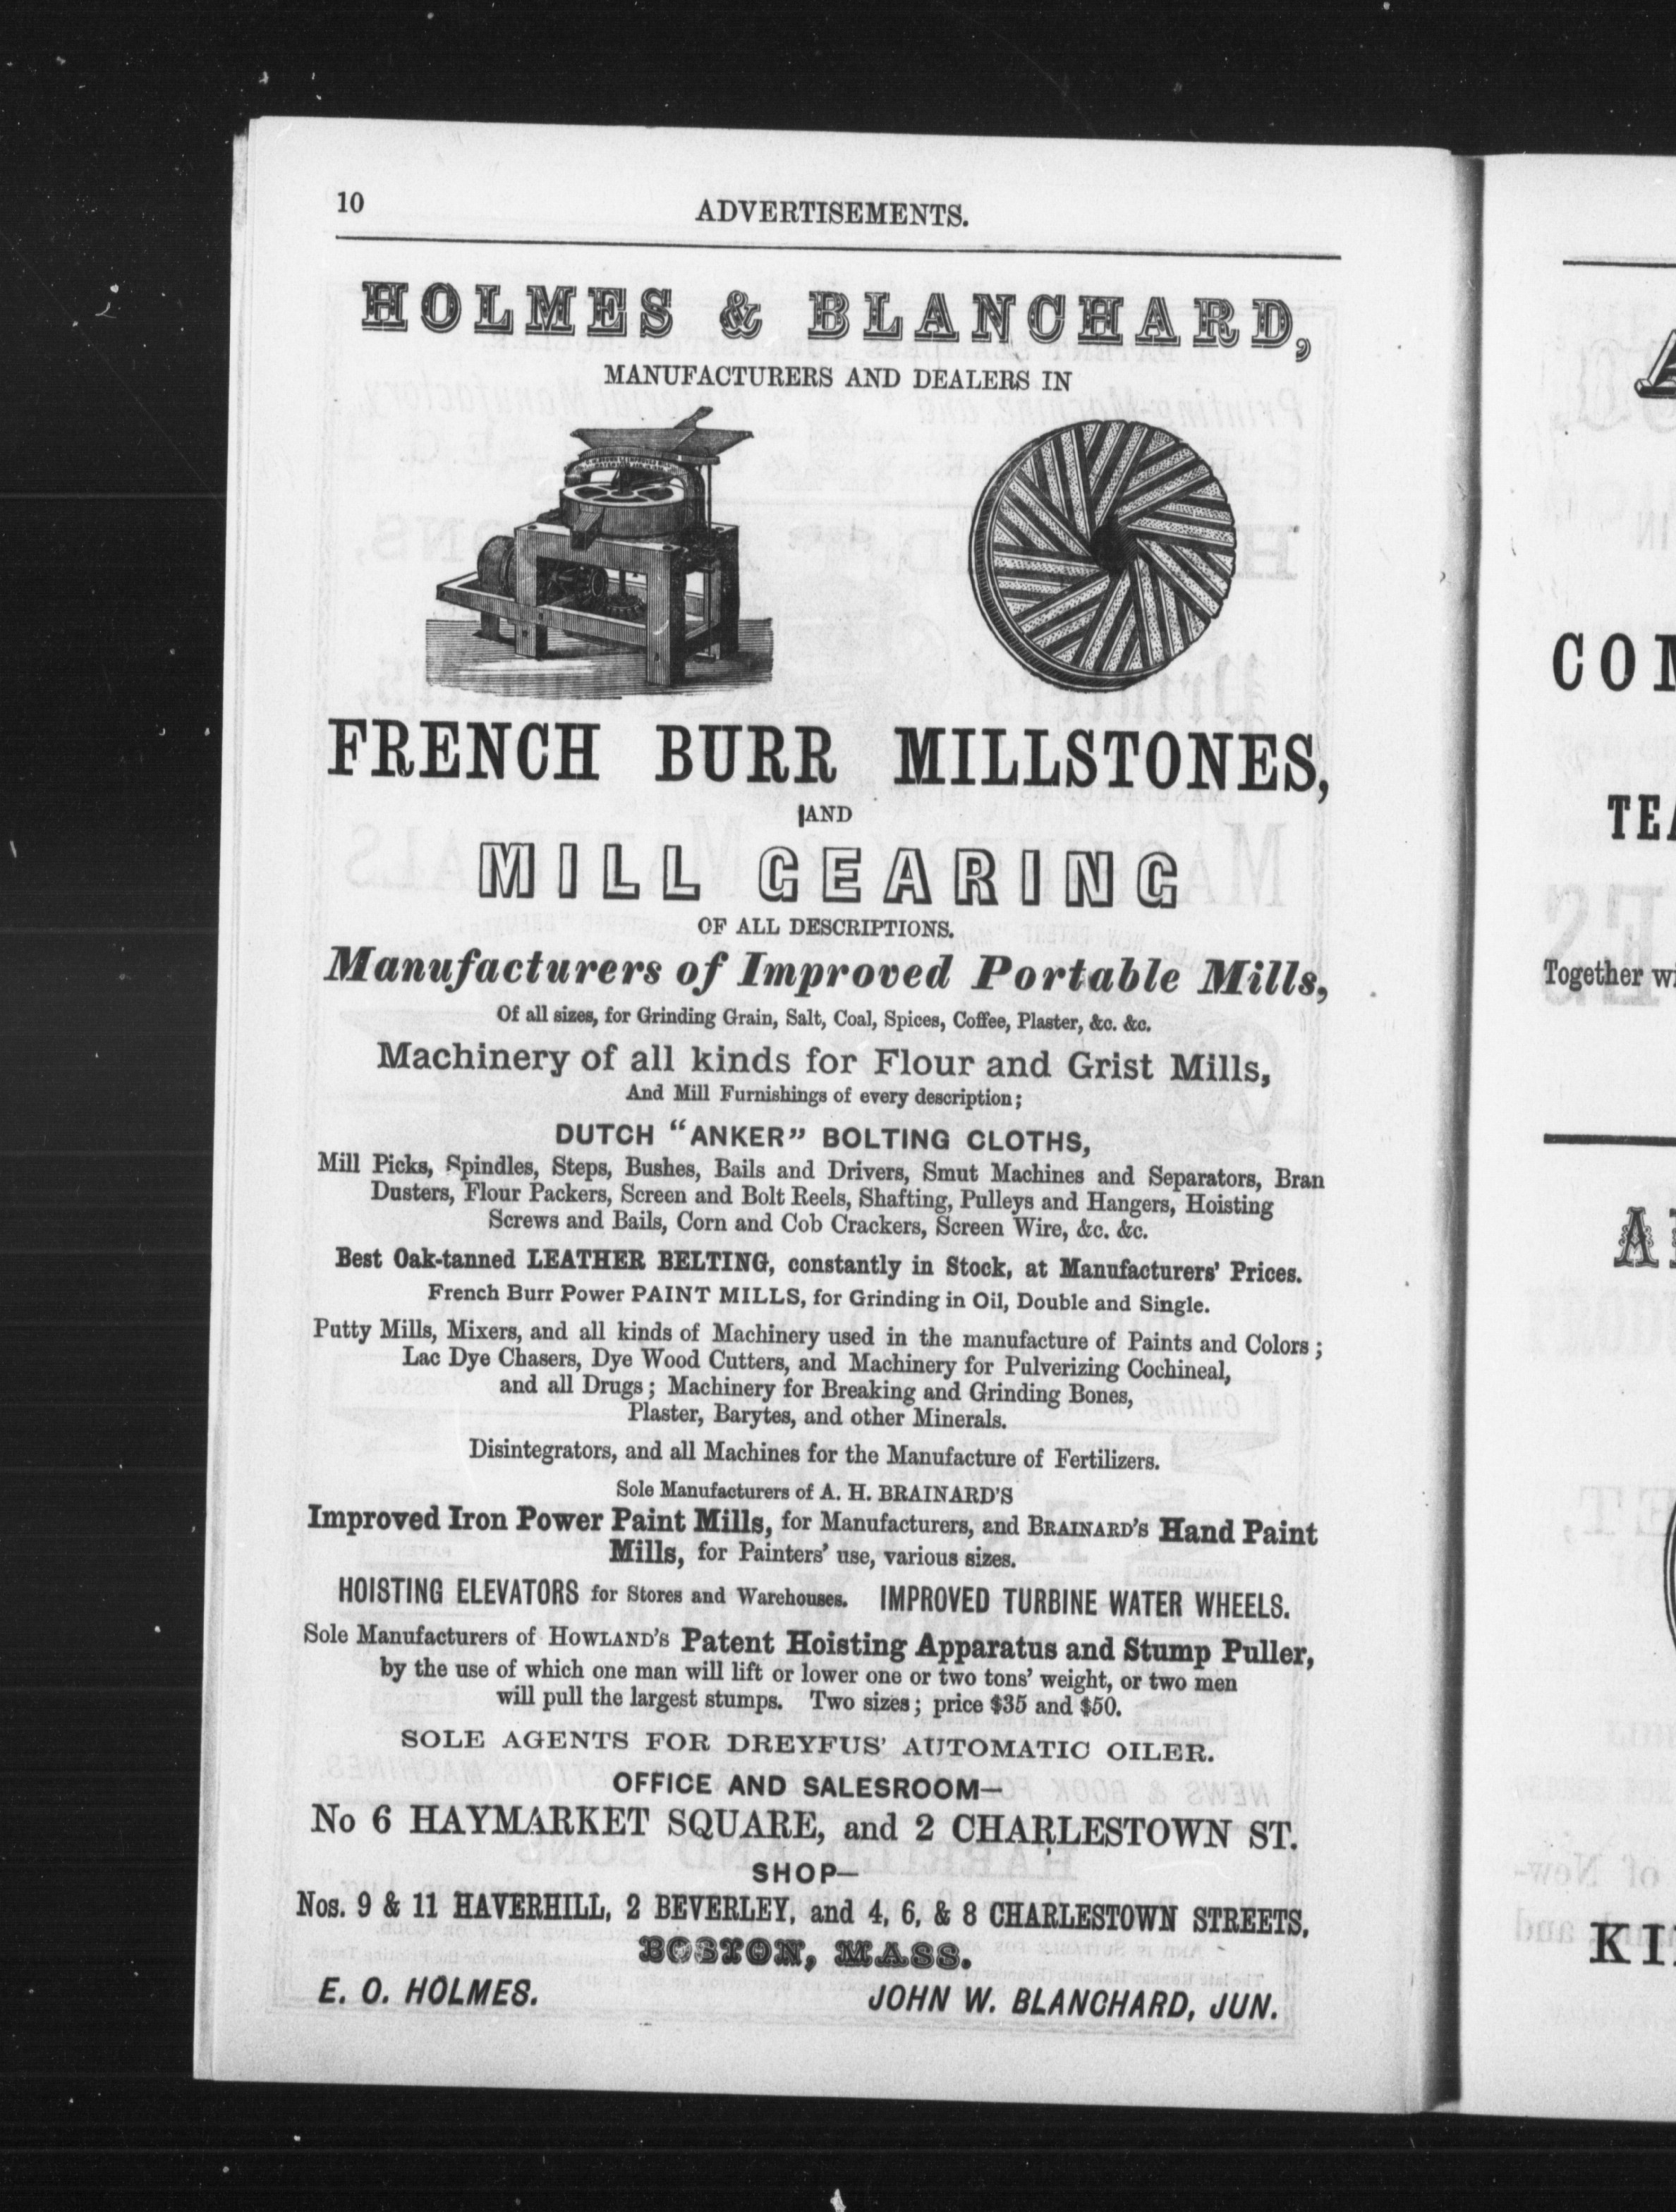 10
ADVERTISEMENTS.
HOLMES & BLANCHARD,
MANUFACTURERS AND DEALERS IN
FRENCH BURR MILLSTONES,
AND
MILL GEARING
OF ALL DESCRIPTIONS.
Manufacturers of Improved Portable Mills,
Of all sizes, for Grinding Grain, Salt, Coal, Spices, Coffee, Plaster, &c. &c.
Machinery of all kinds for Flour and Grist Mills,
And Mill Furnishings of every description;
DUTCH "ANKER" BOLTING CLOTHS,
Mill Picks, Spindles, Steps, Bushes, Bails and Drivers, Smut Machines and Separators, Bran
Dusters, Flour Packers, Screen and Bolt Reels, Shafting, Pulleys and Hangers, Hoisting
Screws and Bails, Corn and Cob Crackers, Screen Wire, &c. &c.
Best Oak-tanned LEATHER BELTING, constantly in Stock, at Manufacturers' Prices.
French Burr Power PAINT MILLS, for Grinding in Oil, Double and Single.
Putty Mills, Mixers, and all kinds of Machinery used in the manufacture of Paints and Colors;
Lac Dye Chasers, Dye Wood Cutters, and Machinery for Pulverizing Cochineal,
and all Drugs; Machinery for Breaking and Grinding Bones,
Plaster, Barytes, and other Minerals.
Disintegrators, and all Machines for the Manufacture of Fertilizers.
Sole Manufacturers of A. H. BRAINARD'S
Improved Iron Power Paint Mills, for Manufacturers, and BRAINARD'S Hand Paint
Mills, for Painters' use, various sizes.
HOISTING ELEVATORS for Stores and Warehouses. IMPROVED TURBINE WATER WHEELS.
Sole Manufacturers of HOWLAND'S Patent Hoisting Apparatus and Stump Puller,
by the use of which one man will lift or lower one or two tons' weight, or two men
will pull the largest stumps. Two sizes; price $35 and $50.
SOLE AGENTS FOR DREYFUS' AUTOMATIC OILER.
OFFICE AND SALESROOM—
No 6 HAYMARKET SQUARE, and 2 CHARLESTOWN ST.
SHOP—
Nos. 9 & 11 HAVERHILL, 2 BEVERLEY, and 4, 6, & 8 CHARLESTOWN STREETS,
BOSTON, MASS.
E. O. HOLMES. JOHN W. BLANCHARD, JUN.
Together